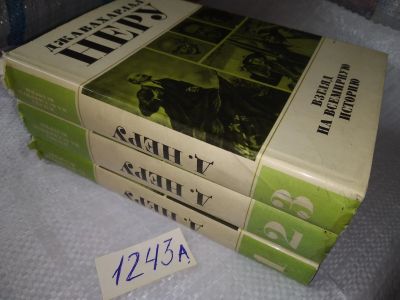 ДЖАВАХАРЛАЛ
НЕРУ
ВЗГЛЯД
НА ВСЕМИРНУЮ
ИСТОРИЮ
Д. НЕРУ
3
Д. НЕРУ
2
Д. НЕРУ
1
1243А